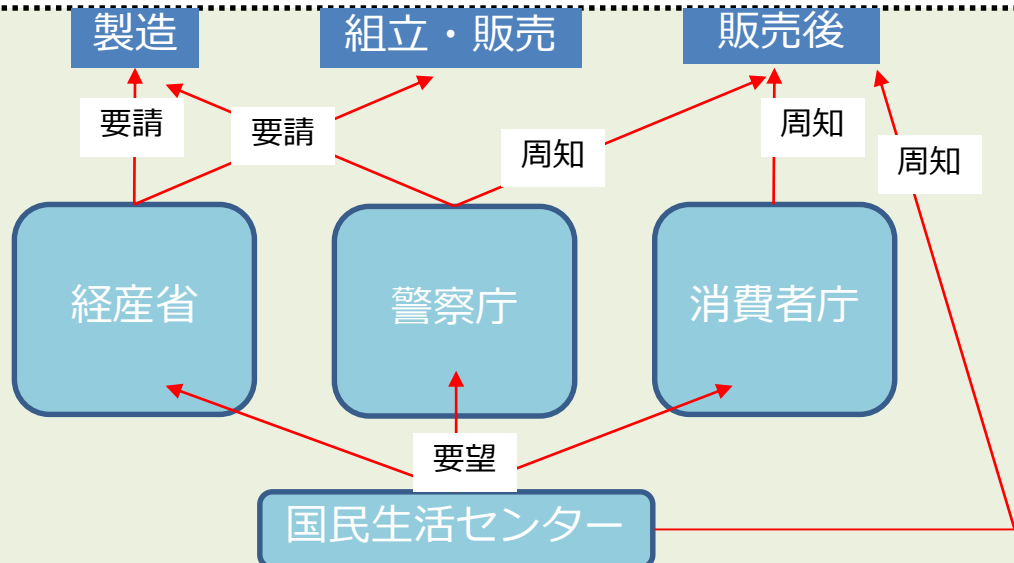 製造
組立・販売
販売後
要請
要請
周知
周知
周知
経産省
警察庁
消費者庁
要望
国民生活センター